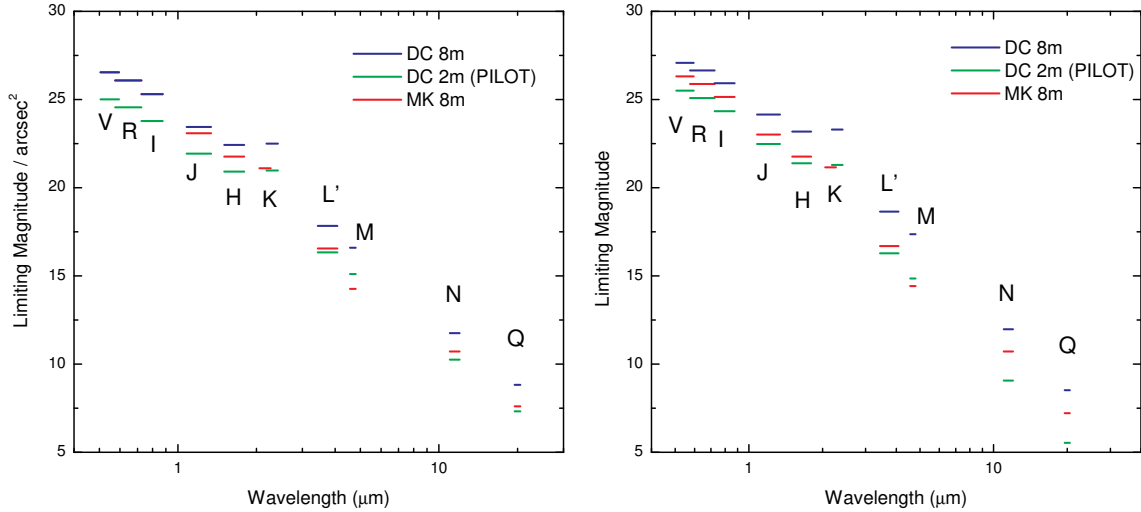 30
25
20
15
10
5
Limiting Magnitude / arcsec²
DC 8m
DC 2m (PILOT)
MK 8m
V
R
I
J
H
K
L'
M
N
Q
1
10
Wavelength (μm)
30
25
20
15
10
5
Limiting Magnitude
DC 8m
DC 2m (PILOT)
MK 8m
V
R
I
J
H
K
L'
M
N
Q
1
10
Wavelength (μm)